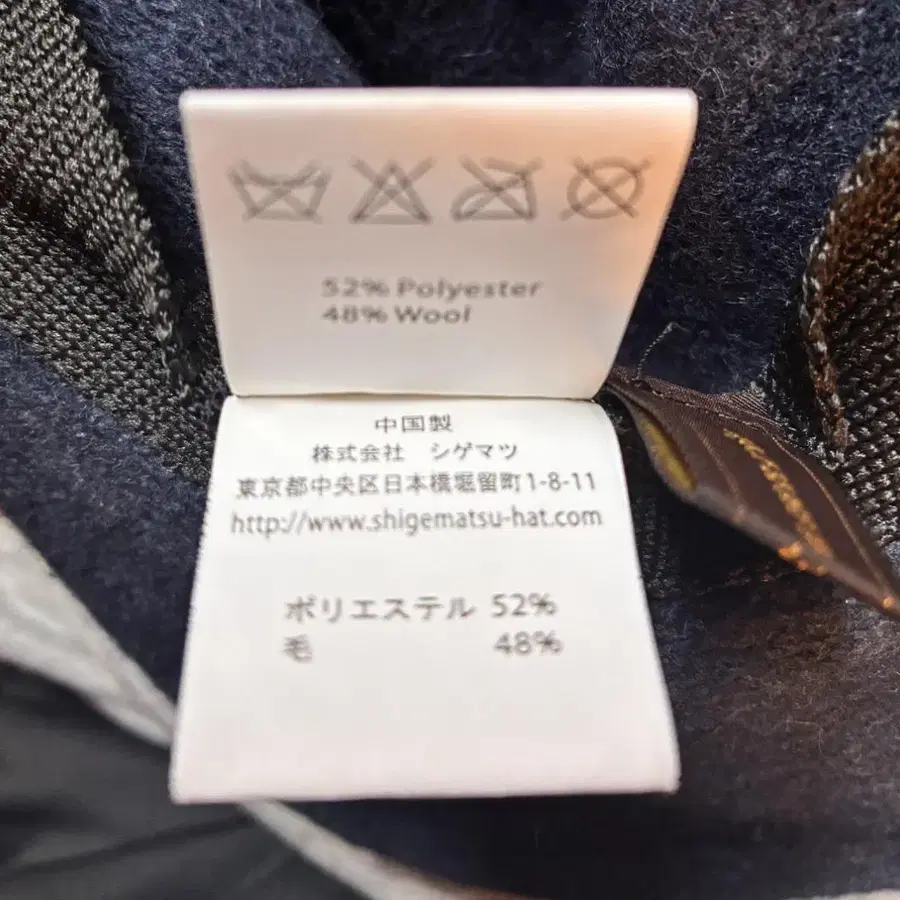 52% Polyester
48% Wool
中国製
株式会社 シゲマツ
東京都中央区日本橋堀留町1-8-11
http://www.shigematsu-hat.com
ポリエステル 52%
毛 48%